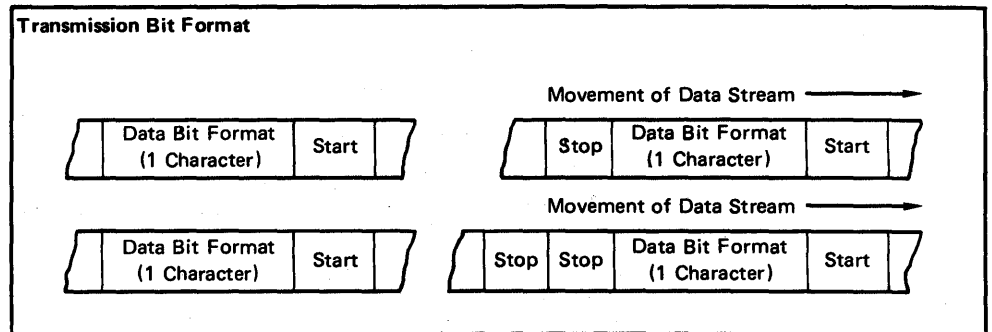 Transmission Bit Format
Movement of Data Stream
Data Bit Format
(1 Character)
Start
Stop
Data Bit Format
(1 Character)
Start
Movement of Data Stream
Data Bit Format
(1 Character)
Start
Stop
Stop
Data Bit Format
(1 Character)
Start